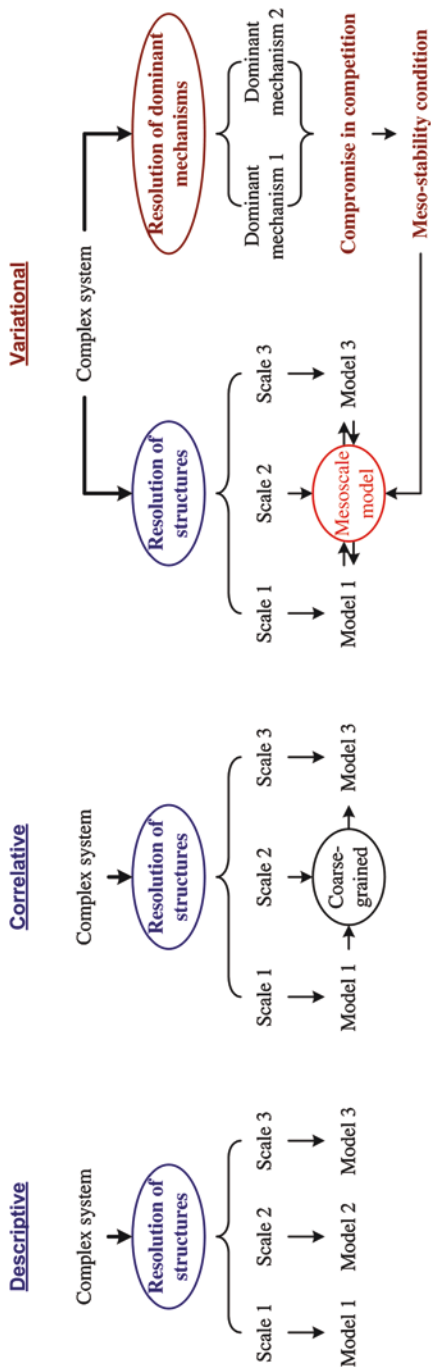 Descriptive
Complex system
Resolution of
structures
Scale 1
Scale 2
Scale 3
Model 1
Model 2
Model 3
Correlative
Complex system
Resolution of
structures
Scale 1
Scale 2
Scale 3
Model 1
Coarse-
grained
Model 3
Variational
Complex system
Resolution of
structures
Scale 1
Scale 2
Scale 3
Model 1
Mesoscale
model
Model 3
Resolution of dominant
mechanisms
Dominant
mechanism 1
Dominant
mechanism 2
Compromise in competition
Meso-stability condition